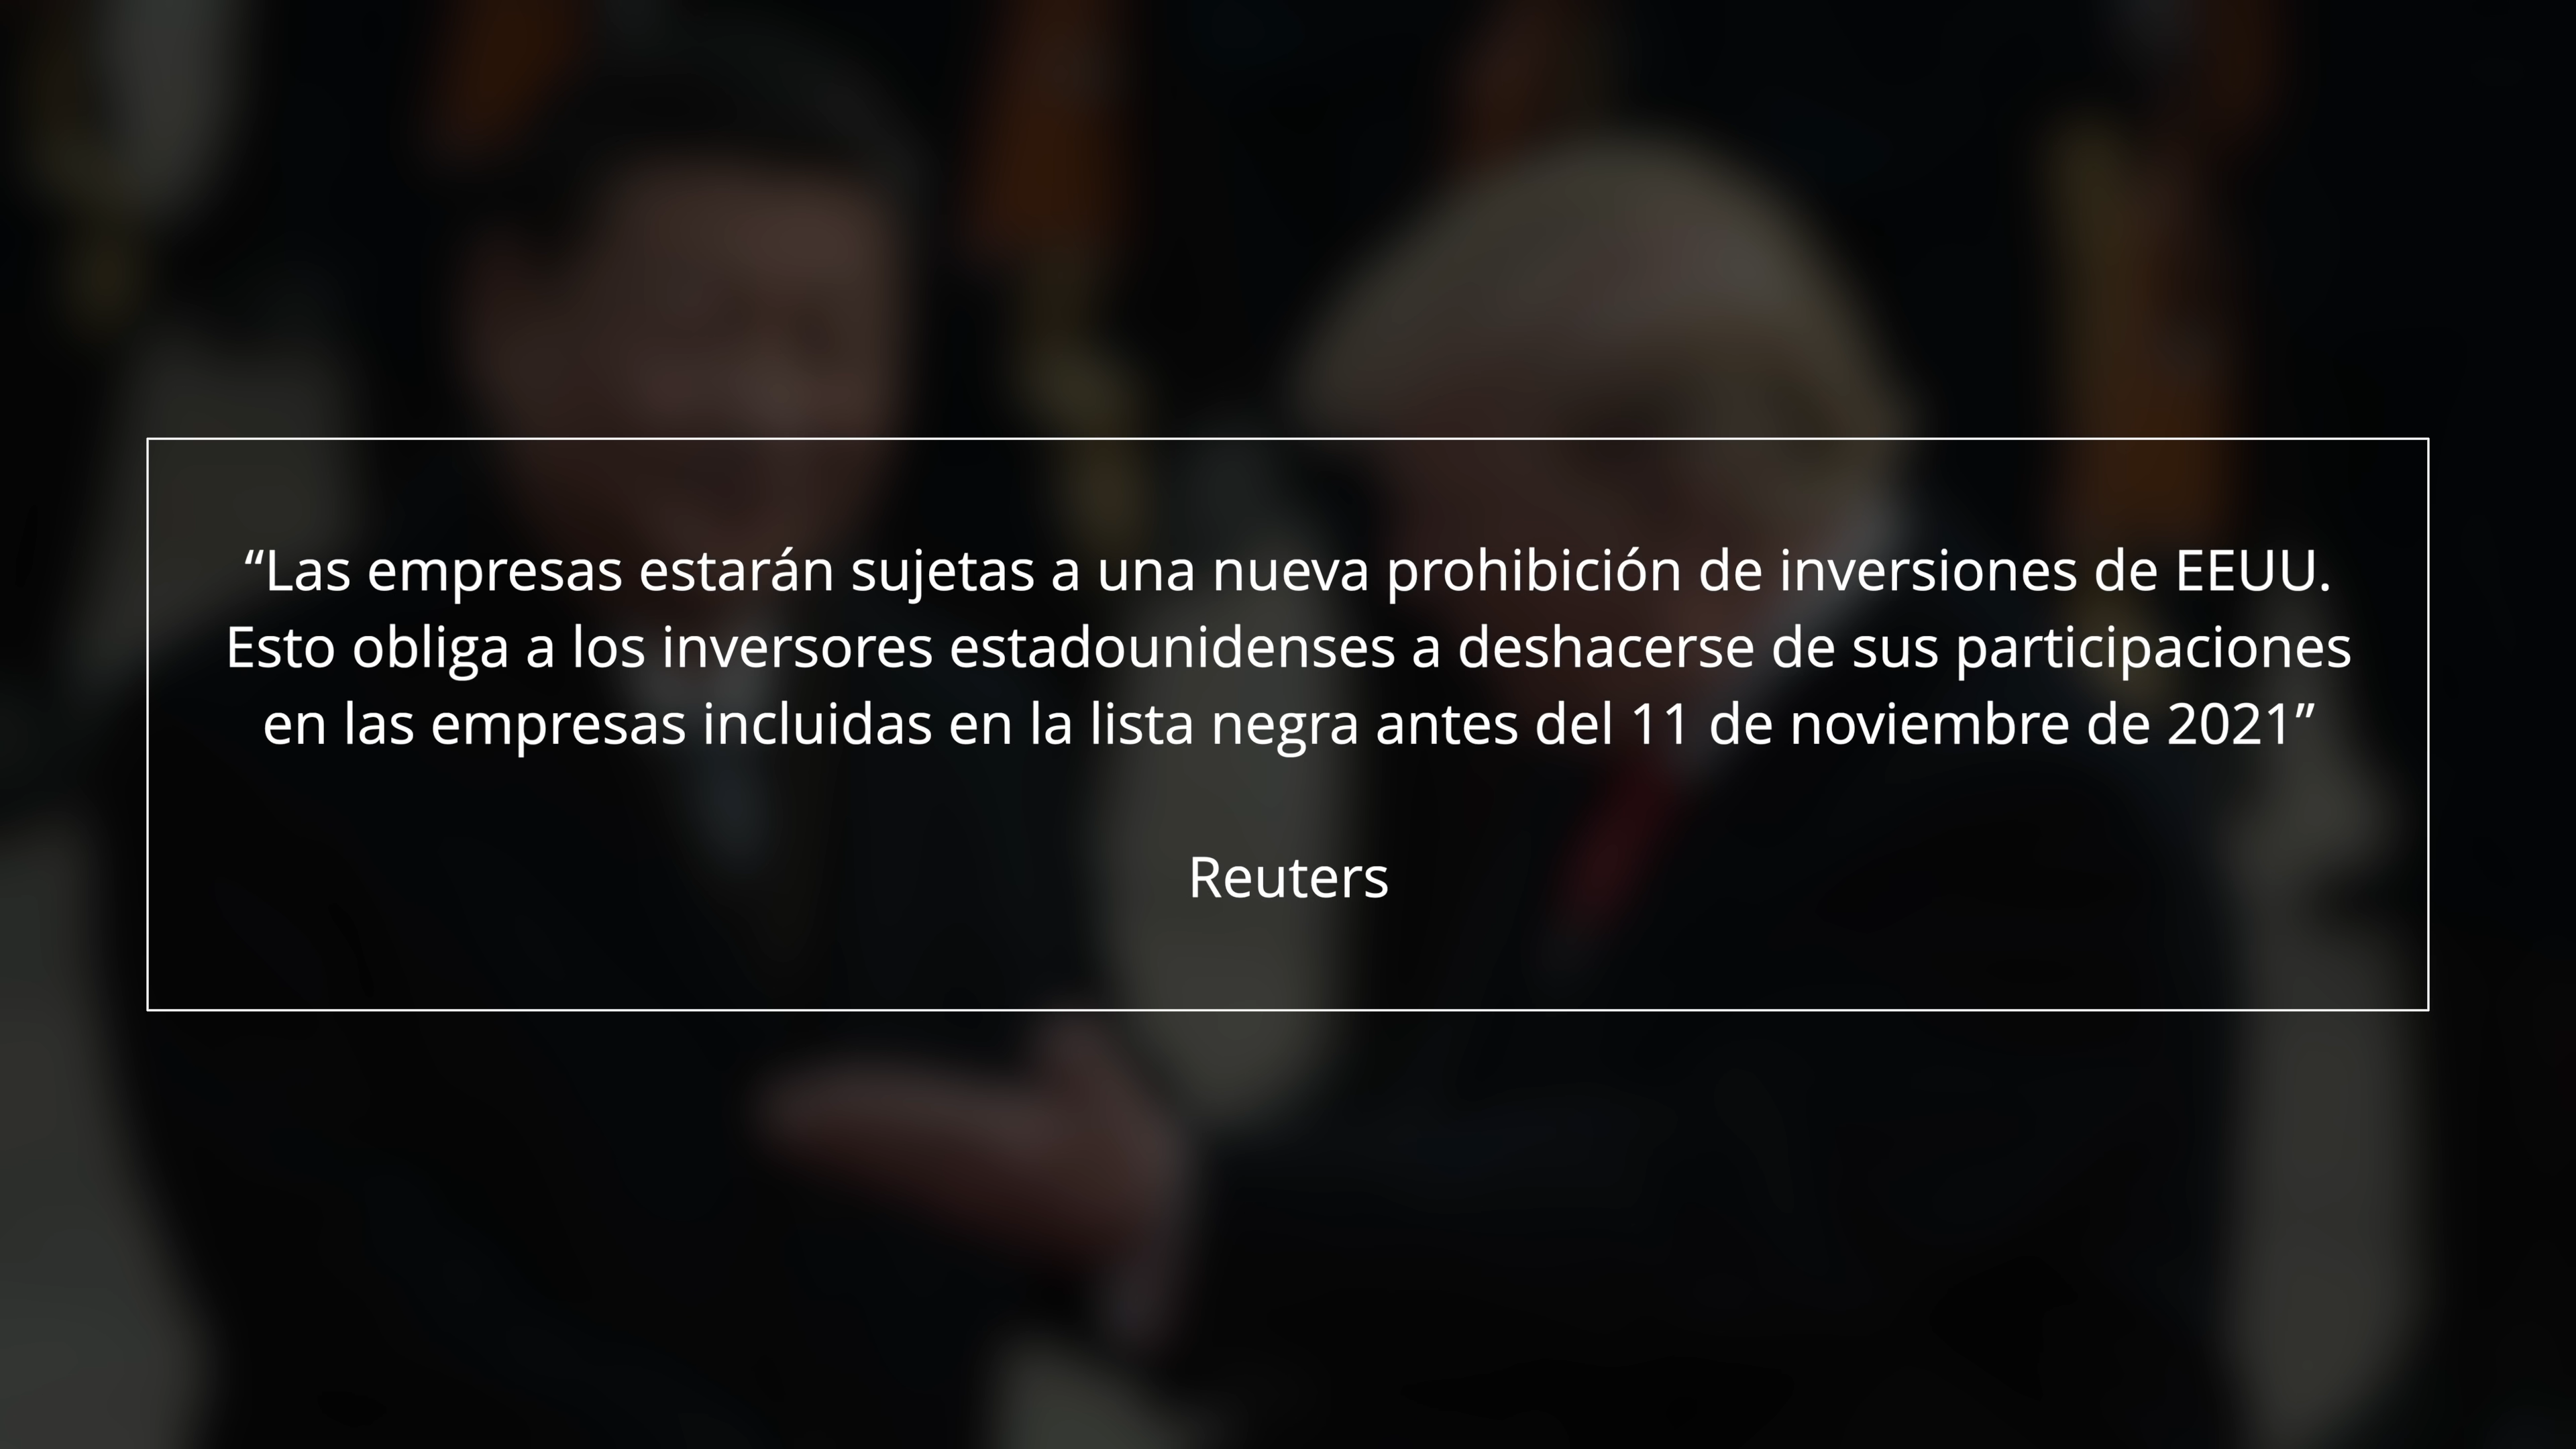 “Las empresas estarán sujetas a una nueva prohibición de inversiones de EEUU.
Esto obliga a los inversores estadounidenses a deshacerse de sus participaciones
en las empresas incluidas en la lista negra antes del 11 de noviembre de 2021”
Reuters